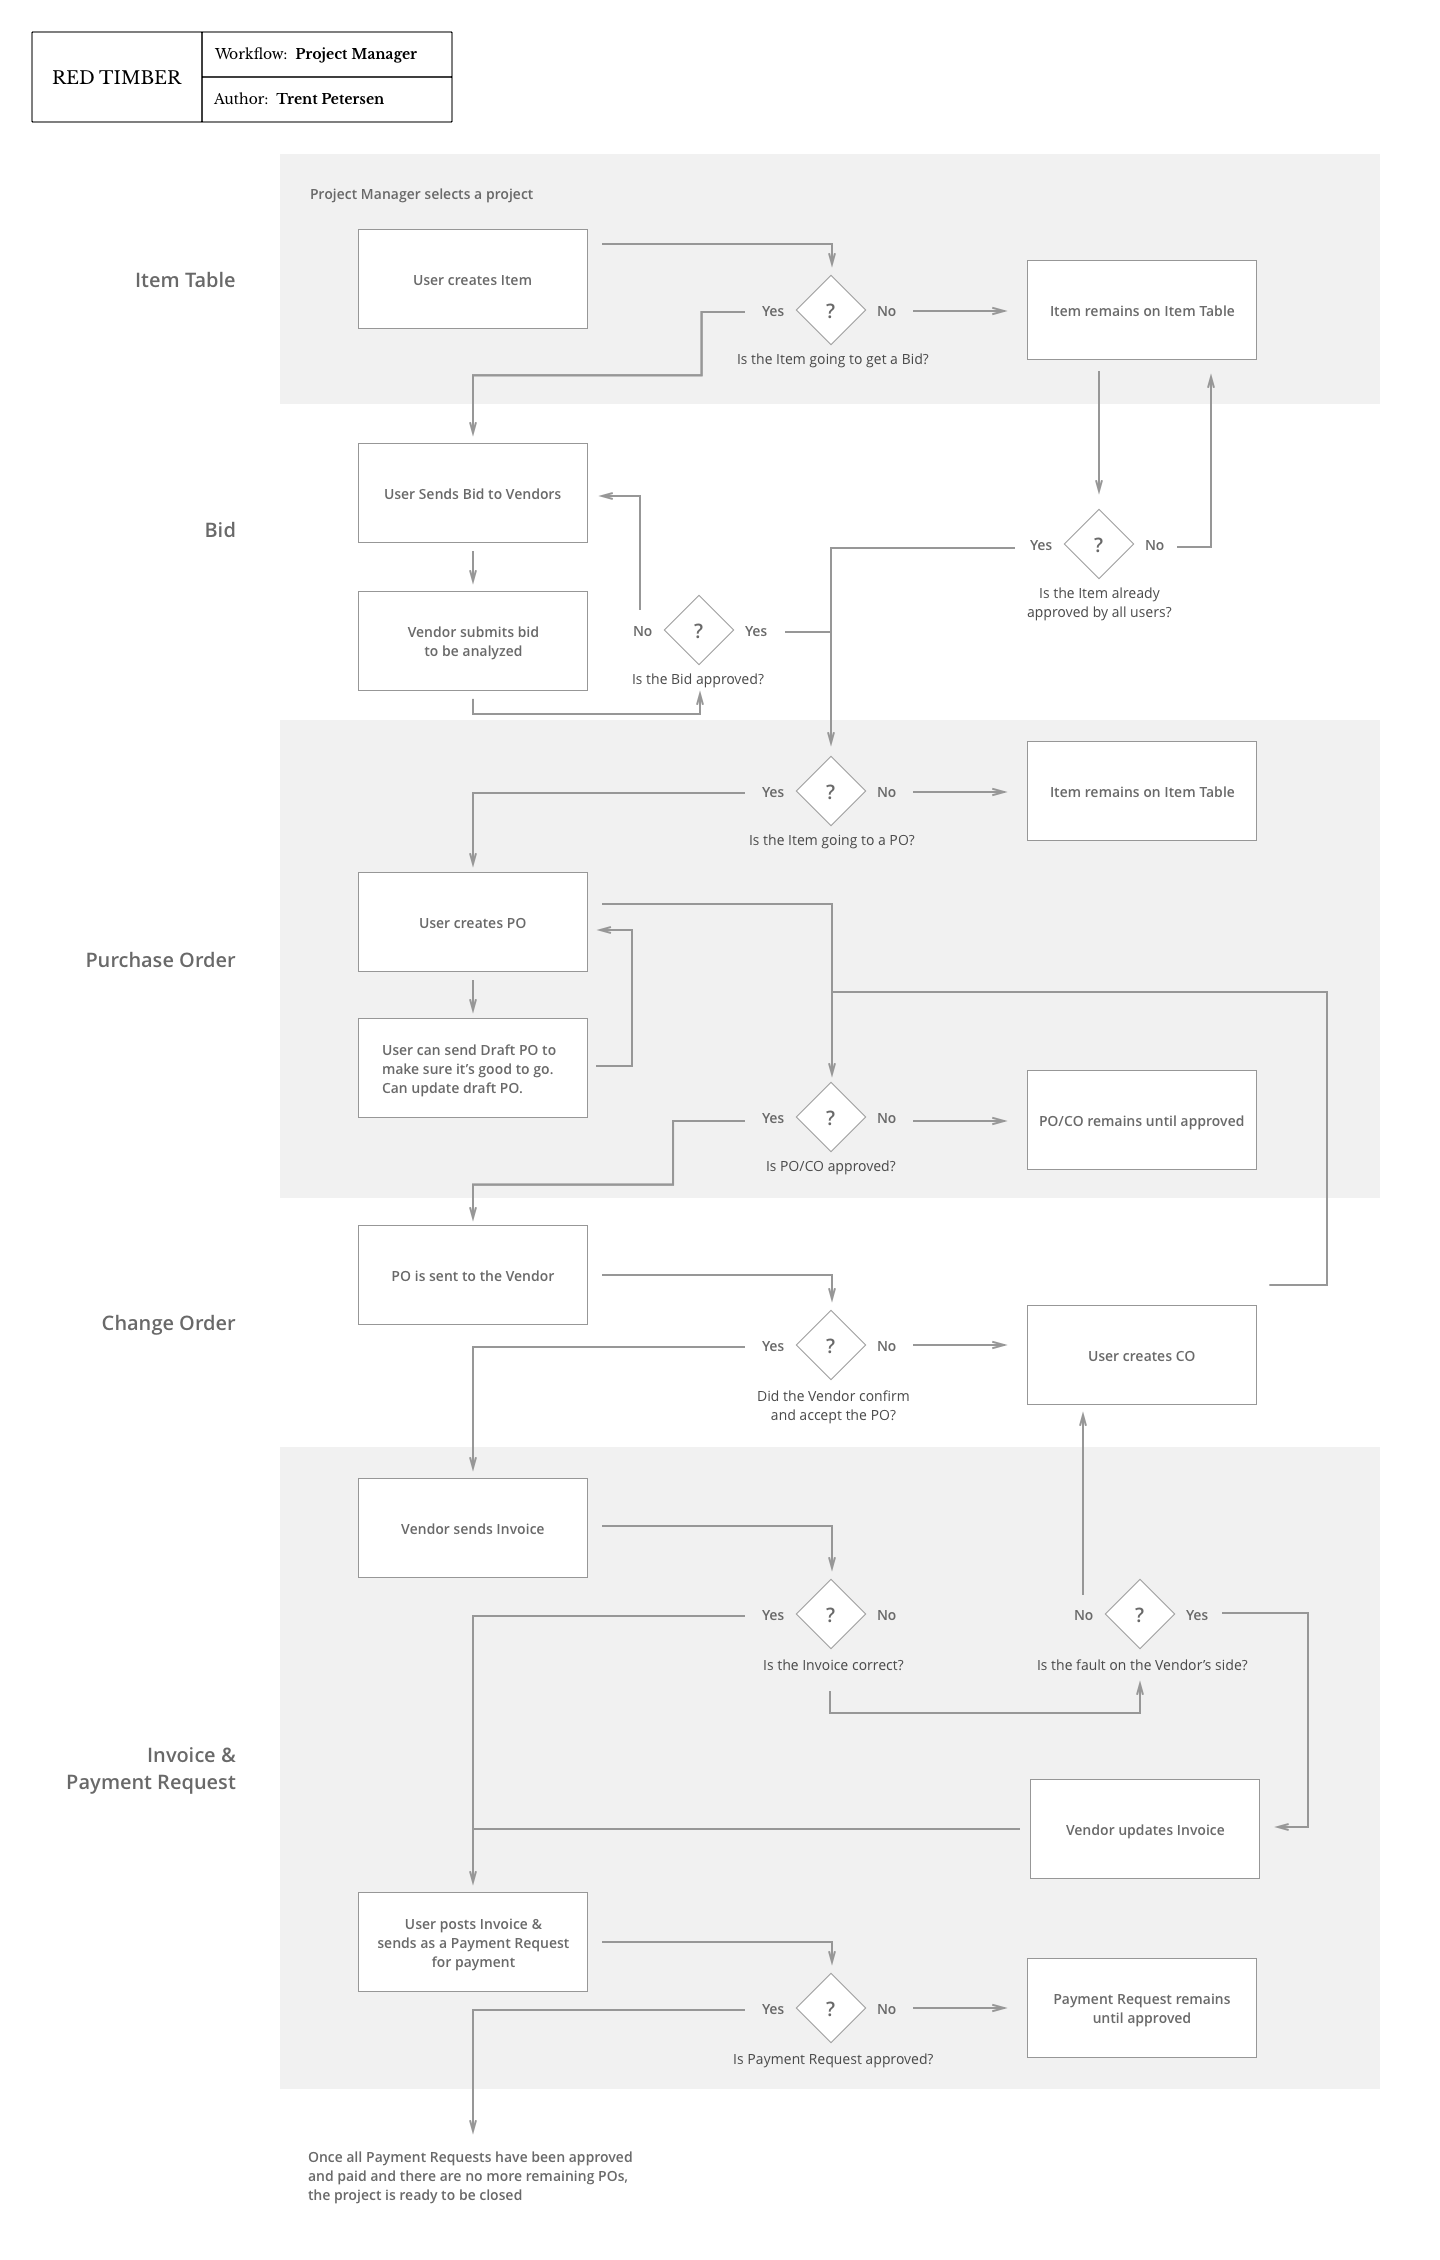 RED TIMBER
Workflow: Project Manager
Author: Trent Petersen
Project Manager selects a project
Item Table
User creates Item
Yes
?
No
Is the Item going to get a Bid?
Item remains on Item Table
Bid
User Sends Bid to Vendors
Vendor submits bid
to be analyzed
No
?
Yes
Is the Bid approved?
Yes
?
No
Is the Item already
approved by all users?
Purchase Order
Yes
?
No
Is the Item going to a PO?
Item remains on Item Table
User creates PO
User can send Draft PO to
make sure it's good to go.
Can update draft PO.
Yes
?
No
Is PO/CO approved?
PO/CO remains until approved
Change Order
PO is sent to the Vendor
Yes
?
No
Did the Vendor confirm
and accept the PO?
User creates CO
Invoice &
Payment Request
Vendor sends Invoice
Yes
?
No
Is the Invoice correct?
No
?
Yes
Is the fault on the Vendor's side?
Vendor updates Invoice
User posts Invoice &
sends as a Payment Request
for payment
Yes
?
No
Is Payment Request approved?
Payment Request remains
until approved
Once all Payment Requests have been approved
and paid and there are no more remaining POs,
the project is ready to be closed